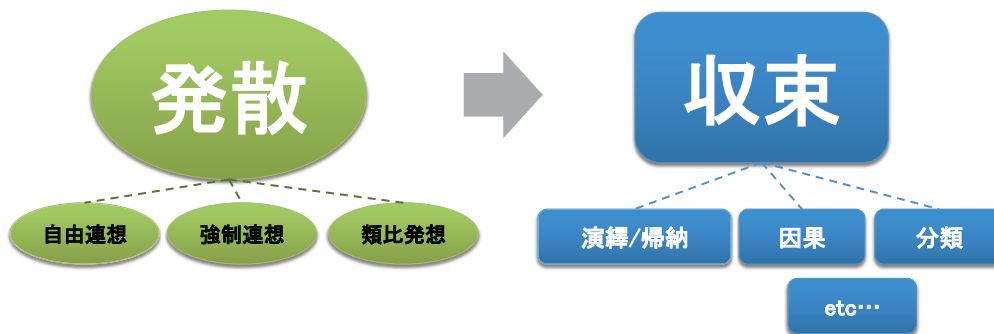 発散
収束
自由連想
強制連想
類比発想
演繹/帰納
因果
分類
etc…